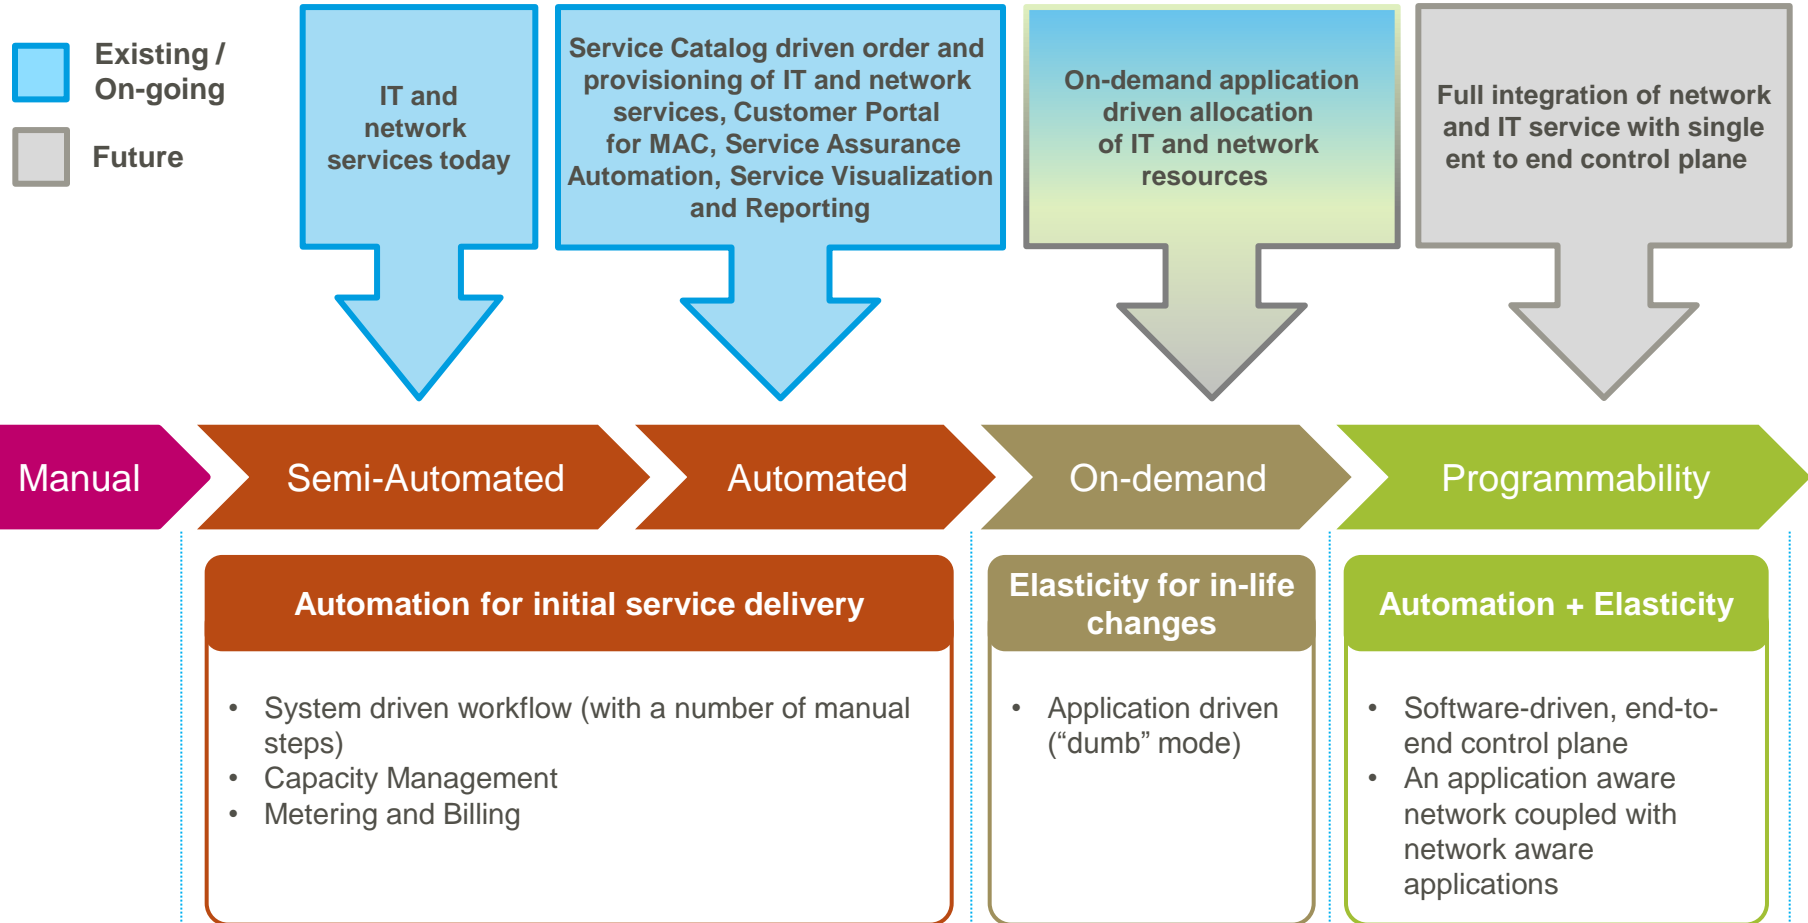 Existing /
On-going
Future
IT and
network
services today
Service Catalog driven order and
provisioning of IT and network
services, Customer Portal
for MAC, Service Assurance
Automation, Service Visualization
and Reporting
On-demand application
driven allocation
of IT and network
resources
Full integration of network
and IT service with single
ent to end control plane
Manual
Semi-Automated
Automated
On-demand
Programmability
Automation for initial service delivery
• System driven workflow (with a number of manual
steps)
• Capacity Management
• Metering and Billing
Elasticity for in-life
changes
• Application driven
(“dumb” mode)
Automation + Elasticity
• Software-driven, end-to-
end control plane
• An application aware
network coupled with
network aware
applications